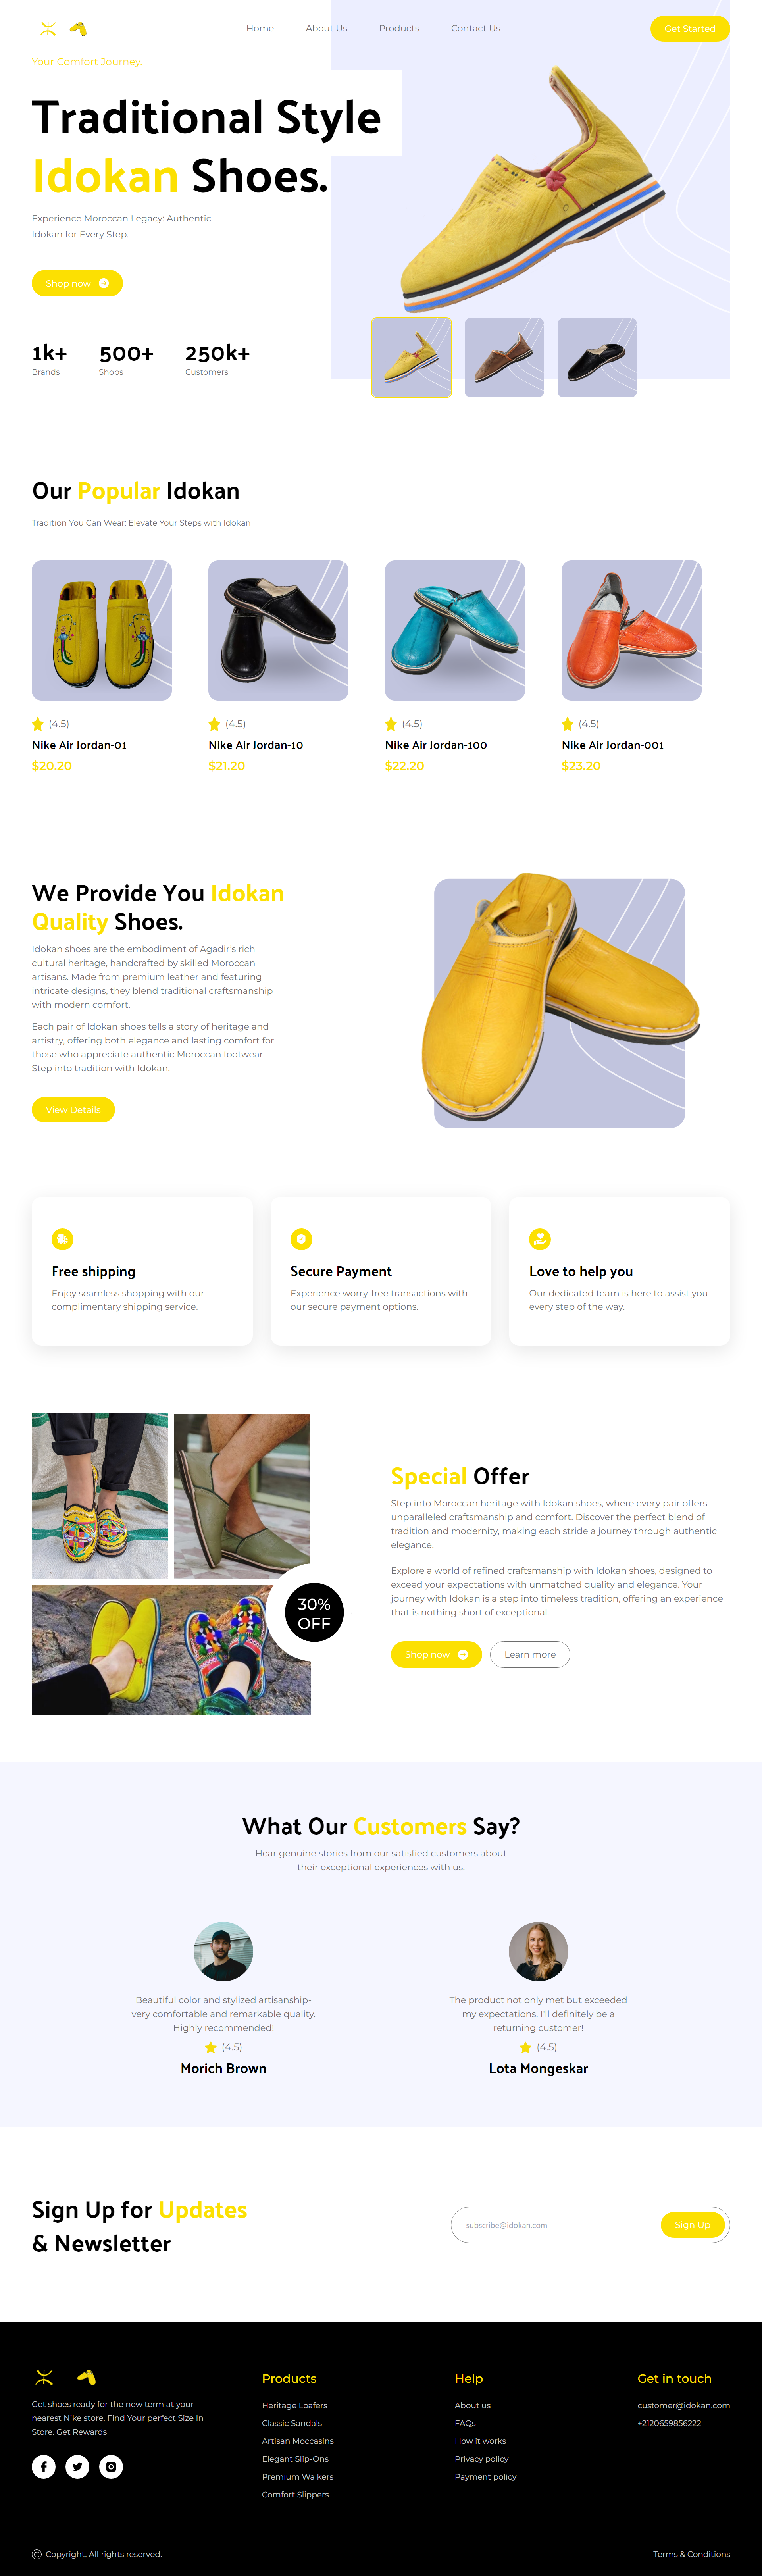 Home About Us Products Contact Us Get Started
Your Comfort Journey.
Traditional Style
Idokan Shoes.
Experience Moroccan Legacy: Authentic
Idokan for Every Step.
Shop now
1k+ 500+ 250k+
Brands Shops Customers
Our Popular Idokan
Tradition You Can Wear: Elevate Your Steps with Idokan
(4.5) (4.5) (4.5) (4.5)
Nike Air Jordan-01 Nike Air Jordan-10 Nike Air Jordan-100 Nike Air Jordan-001
$20.20 $21.20 $22.20 $23.20
We Provide You Idokan
Quality Shoes.
Idokan shoes are the embodiment of Agadir's rich
cultural heritage, handcrafted by skilled Moroccan
artisans. Made from premium leather and featuring
intricate designs, they blend traditional craftsmanship
with modern comfort.
Each pair of Idokan shoes tells a story of heritage and
artistry, offering both elegance and lasting comfort for
those who appreciate authentic Moroccan footwear.
Step into tradition with Idokan.
View Details
Free shipping
Enjoy seamless shopping with our
complimentary shipping service.
Secure Payment
Experience worry-free transactions with
our secure payment options.
Love to help you
Our dedicated team is here to assist you
every step of the way.
30%
OFF
Special Offer
Step into Moroccan heritage with Idokan shoes, where every pair offers
unparalleled craftsmanship and comfort. Discover the perfect blend of
tradition and modernity, making each stride a journey through authentic
elegance.
Explore a world of refined craftsmanship with Idokan shoes, designed to
exceed your expectations with unmatched quality and elegance. Your
journey with Idokan is a step into timeless tradition, offering an experience
that is nothing short of exceptional.
Shop now Learn more
What Our Customers Say?
Hear genuine stories from our satisfied customers about
their exceptional experiences with us.
Beautiful color and stylized artisanship-
very comfortable and remarkable quality.
Highly recommended!
(4.5)
Morich Brown
The product not only met but exceeded
my expectations. I'll definitely be a
returning customer!
(4.5)
Lota Mongeskar
Sign Up for Updates
& Newsletter
subscribe@idokan.com Sign Up
Get shoes ready for the new term at your
nearest Nike store. Find Your perfect Size In
Store. Get Rewards
Products
Heritage Loafers
Classic Sandals
Artisan Moccasins
Elegant Slip-Ons
Premium Walkers
Comfort Slippers
Help
About us
FAQs
How it works
Privacy policy
Payment policy
Get in touch
customer@idokan.com
+2120659856222
© Copyright. All rights reserved.
Terms & Conditions